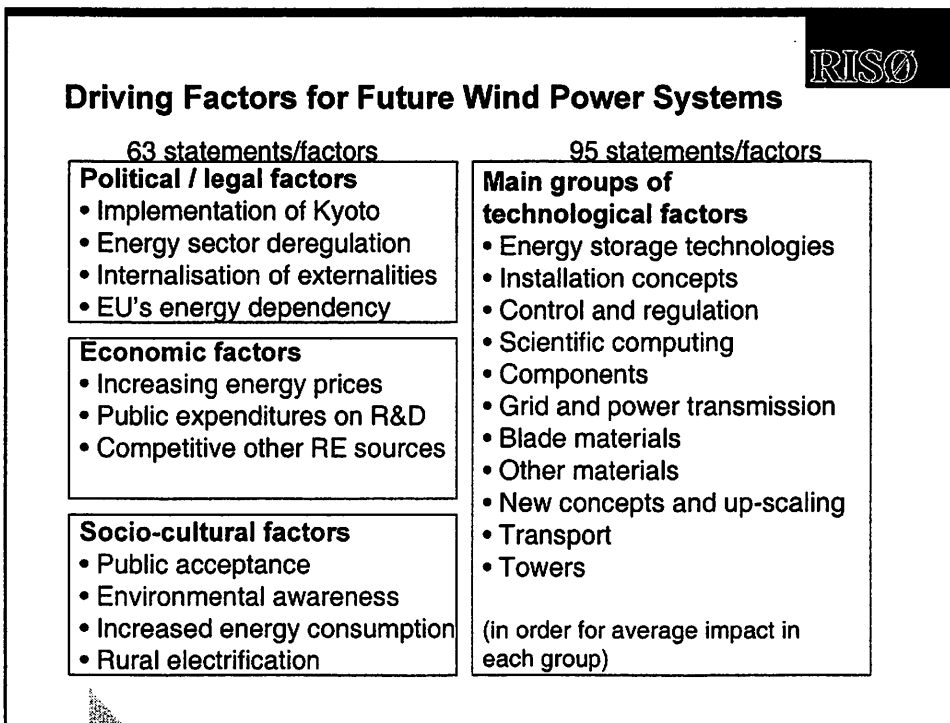 RISØ
Driving Factors for Future Wind Power Systems
63 statements/factors
Political / legal factors
• Implementation of Kyoto
• Energy sector deregulation
• Internalisation of externalities
• EU's energy dependency
Economic factors
• Increasing energy prices
• Public expenditures on R&D
• Competitive other RE sources
Socio-cultural factors
• Public acceptance
• Environmental awareness
• Increased energy consumption
• Rural electrification
95 statements/factors
Main groups of
technological factors
• Energy storage technologies
• Installation concepts
• Control and regulation
• Scientific computing
• Components
• Grid and power transmission
• Blade materials
• Other materials
• New concepts and up-scaling
• Transport
• Towers
(in order for average impact in
each group)